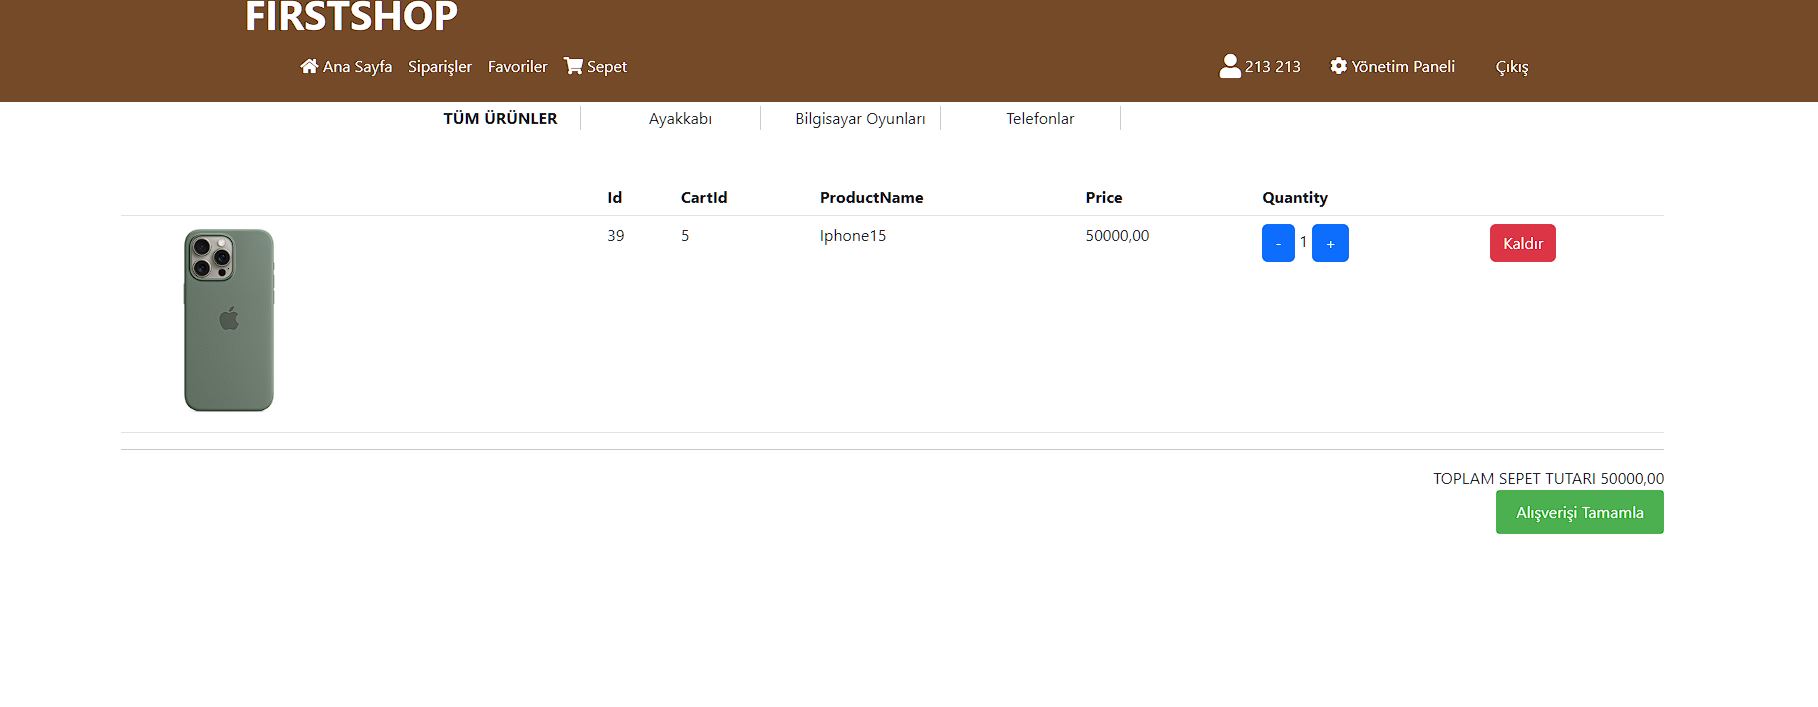 FIRSTSHOP
Ana Sayfa Siparişler Favoriler Sepet 213 213 Yönetim Paneli Çıkış
TÜM ÜRÜNLER Ayakkabı Bilgisayar Oyunları Telefonlar
Id CartId ProductName Price Quantity
39 5 Iphone15 50000,00 - 1 + Kaldır
TOPLAM SEPET TUTARI 50000,00
Alışverişi Tamamla